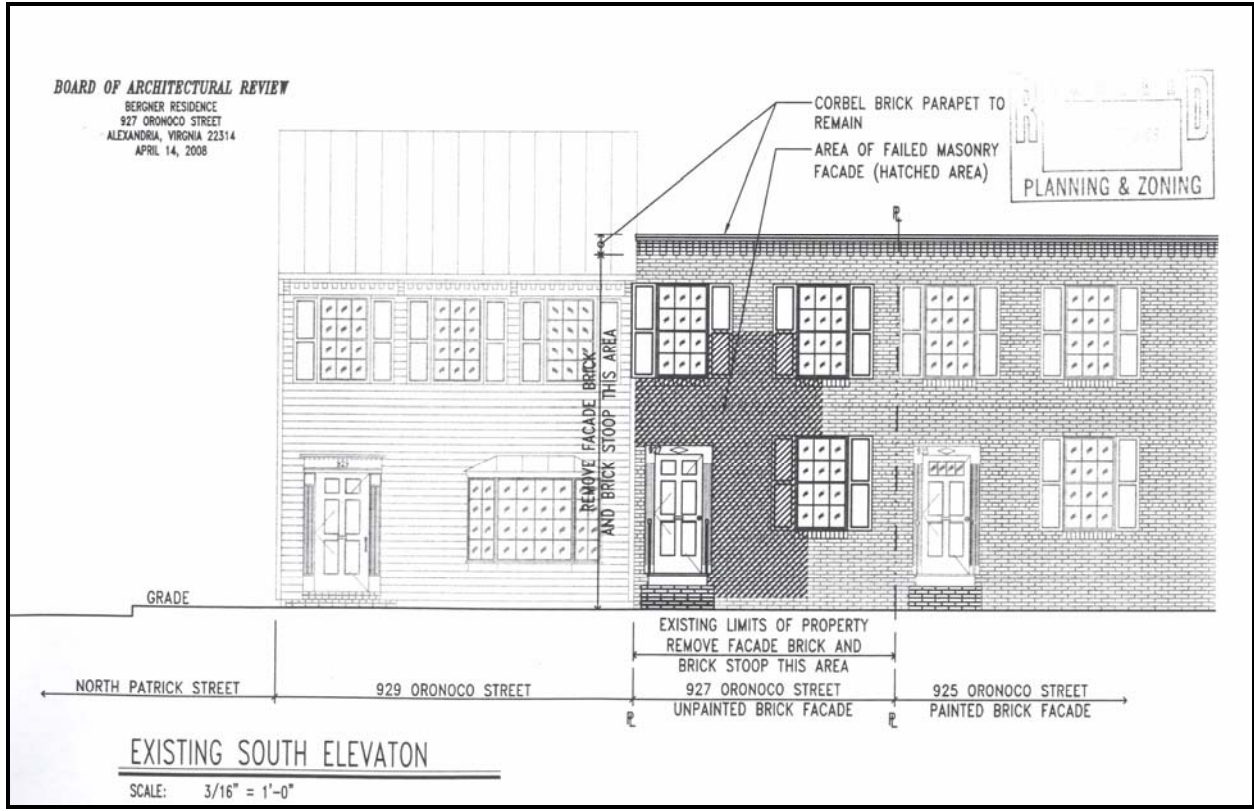 BOARD OF ARCHITECTURAL REVIEW
BERGNER RESIDENCE
927 ORONOCO STREET
ALEXANDRIA, VIRGNIA 22314
APRIL 14, 2008
CORBEL BRICK PARAPET TO
REMAIN
AREA OF FAILED MASONRY
FACADE (HATCHED AREA)
PLANNING & ZONING
REMOVE FACADE BRICK
AND BRICK STOOP THIS AREA
929
927
925
GRADE
EXISTING LIMITS OF PROPERTY
REMOVE FACADE BRICK AND
BRICK STOOP THIS AREA
NORTH PATRICK STREET
929 ORONOCO STREET
927 ORONOCO STREET
UNPAINTED BRICK FACADE
925 ORONOCO STREET
PAINTED BRICK FACADE
EXISTING SOUTH ELEVATON
SCALE: 3/16" = 1'-0"